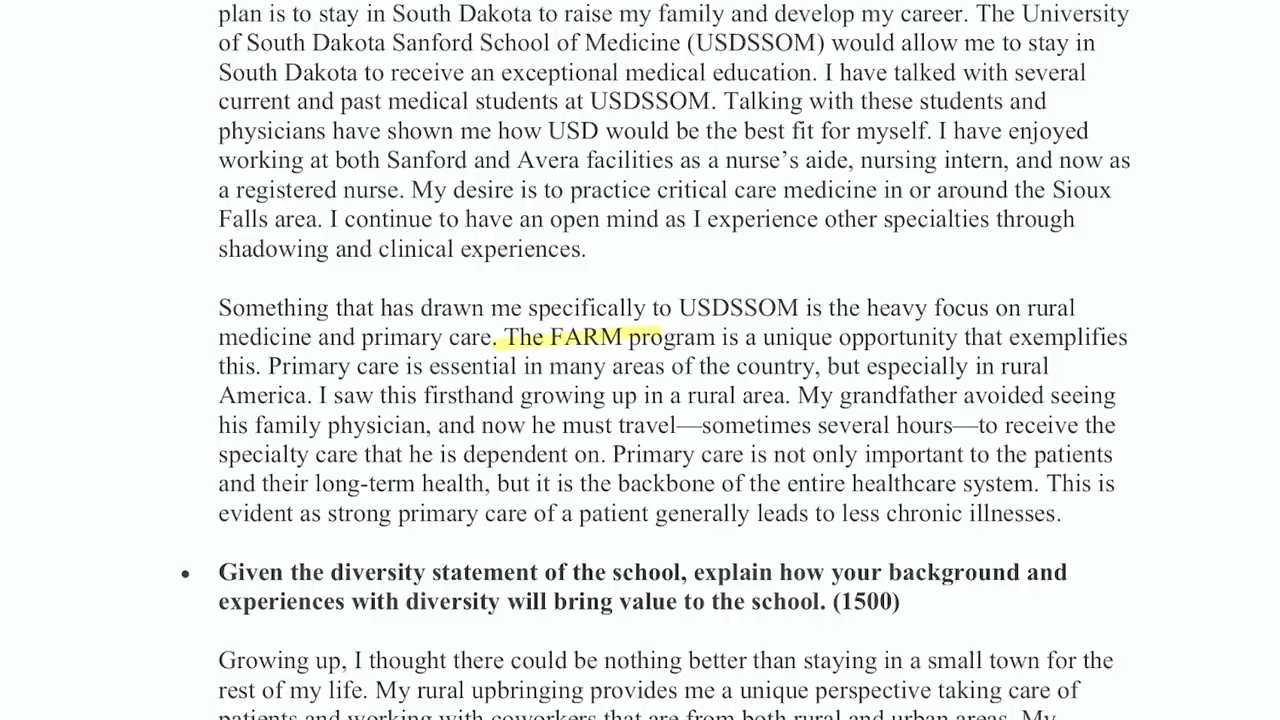 plan is to stay in South Dakota to raise my family and develop my career. The University
of South Dakota Sanford School of Medicine (USDSSOM) would allow me to stay in
South Dakota to receive an exceptional medical education. I have talked with several
current and past medical students at USDSSOM. Talking with these students and
physicians have shown me how USD would be the best fit for myself. I have enjoyed
working at both Sanford and Avera facilities as a nurse’s aide, nursing intern, and now as
a registered nurse. My desire is to practice critical care medicine in or around the Sioux
Falls area. I continue to have an open mind as I experience other specialties through
shadowing and clinical experiences.
Something that has drawn me specifically to USDSSOM is the heavy focus on rural
medicine and primary care. The FARM program is a unique opportunity that exemplifies
this. Primary care is essential in many areas of the country, but especially in rural
America. I saw this firsthand growing up in a rural area. My grandfather avoided seeing
his family physician, and now he must travel—sometimes several hours—to receive the
specialty care that he is dependent on. Primary care is not only important to the patients
and their long-term health, but it is the backbone of the entire healthcare system. This is
evident as strong primary care of a patient generally leads to less chronic illnesses.
• Given the diversity statement of the school, explain how your background and
experiences with diversity will bring value to the school. (1500)
Growing up, I thought there could be nothing better than staying in a small town for the
rest of my life. My rural upbringing provides me a unique perspective taking care of
patients and working with coworkers that are from both rural and urban areas. My